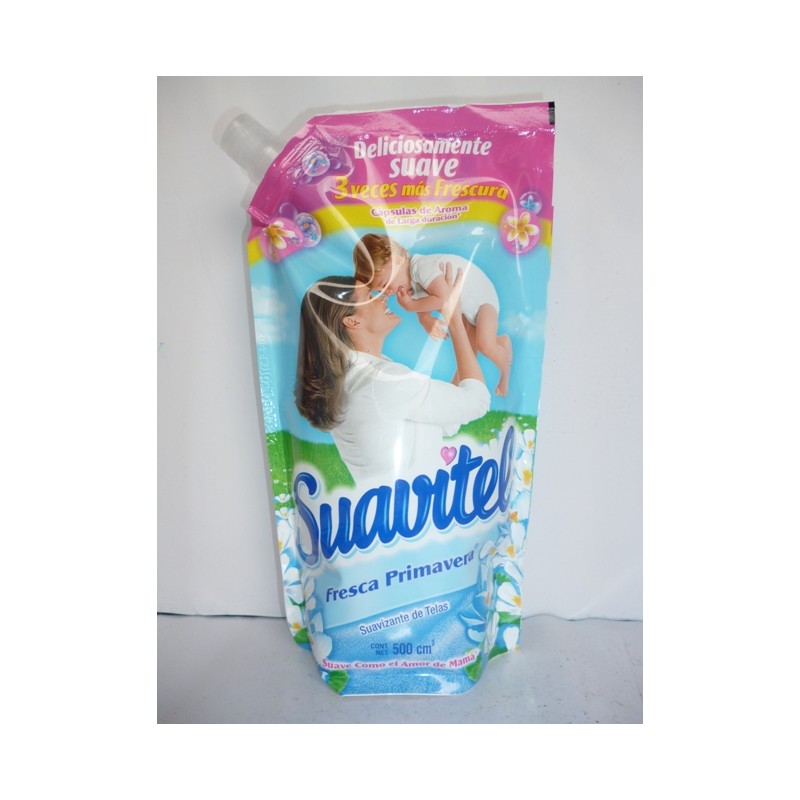 Deliciosamente
suave
3 veces más Frescura
Cápsulas de Aroma
de Larga duración*
Suavitel
Fresca Primavera
Suavizante de Telas
CONT.
NET. 500 cm³
Suave Como el Amor de Mamá